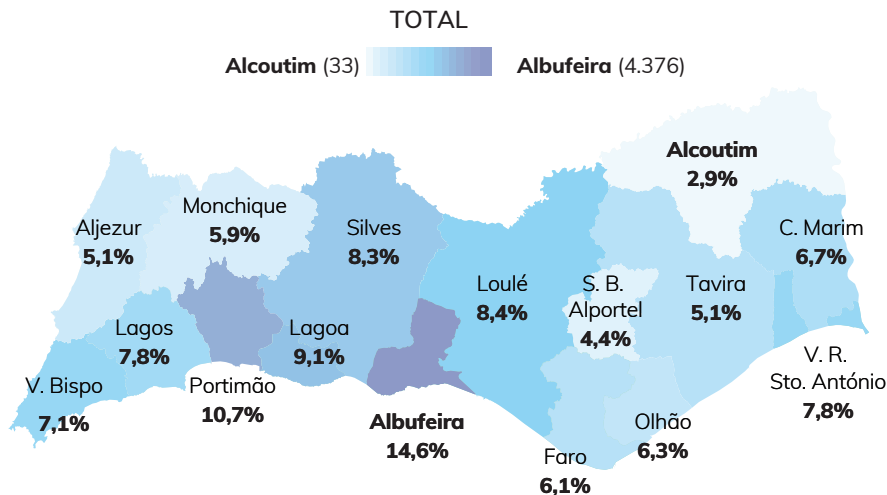 TOTAL
Alcoutim (33)
Albufeira (4.376)
Alcoutim
2,9%
Aljezur
5,1%
Monchique
5,9%
Silves
8,3%
C. Marim
6,7%
Loulé
8,4%
S. B.
Alportel
4,4%
Tavira
5,1%
Lagos
7,8%
Lagoa
9,1%
V. Bispo
7,1%
Portimão
10,7%
V. R.
Sto. António
7,8%
Albufeira
14,6%
Olhão
6,3%
Faro
6,1%